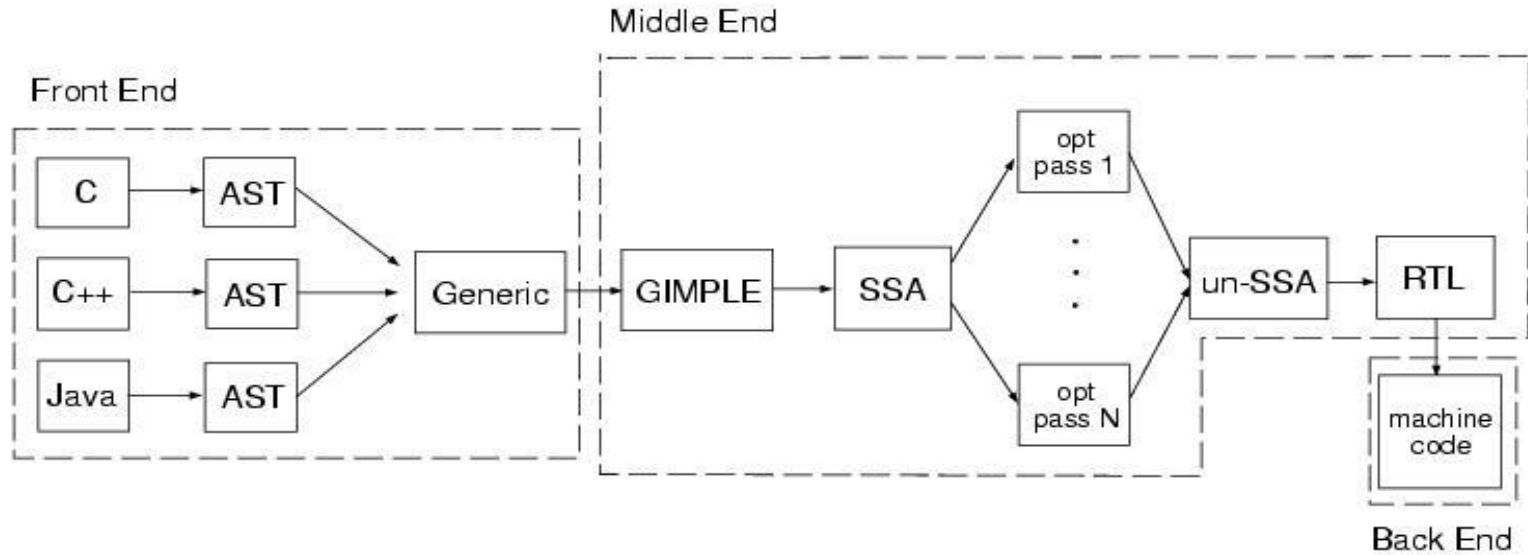 Middle End
Front End
C
AST
C++
AST
Java
AST
Generic
GIMPLE
SSA
opt
pass 1
opt
pass N
un-SSA
RTL
machine
code
Back End